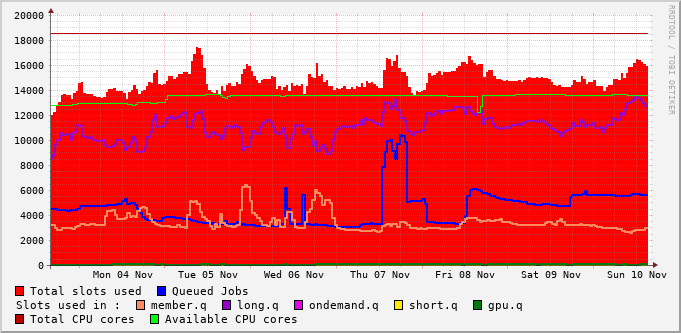 20000
18000
16000
14000
12000
10000
8000
6000
4000
2000
0
RRDTOOL / TOBI OETIKER
Mon 04 Nov Tue 05 Nov Wed 06 Nov Thu 07 Nov Fri 08 Nov Sat 09 Nov Sun 10 Nov
Total slots used Queued Jobs
Slots used in : member.q long.q ondemand.q short.q gpu.q
Total CPU cores Available CPU cores